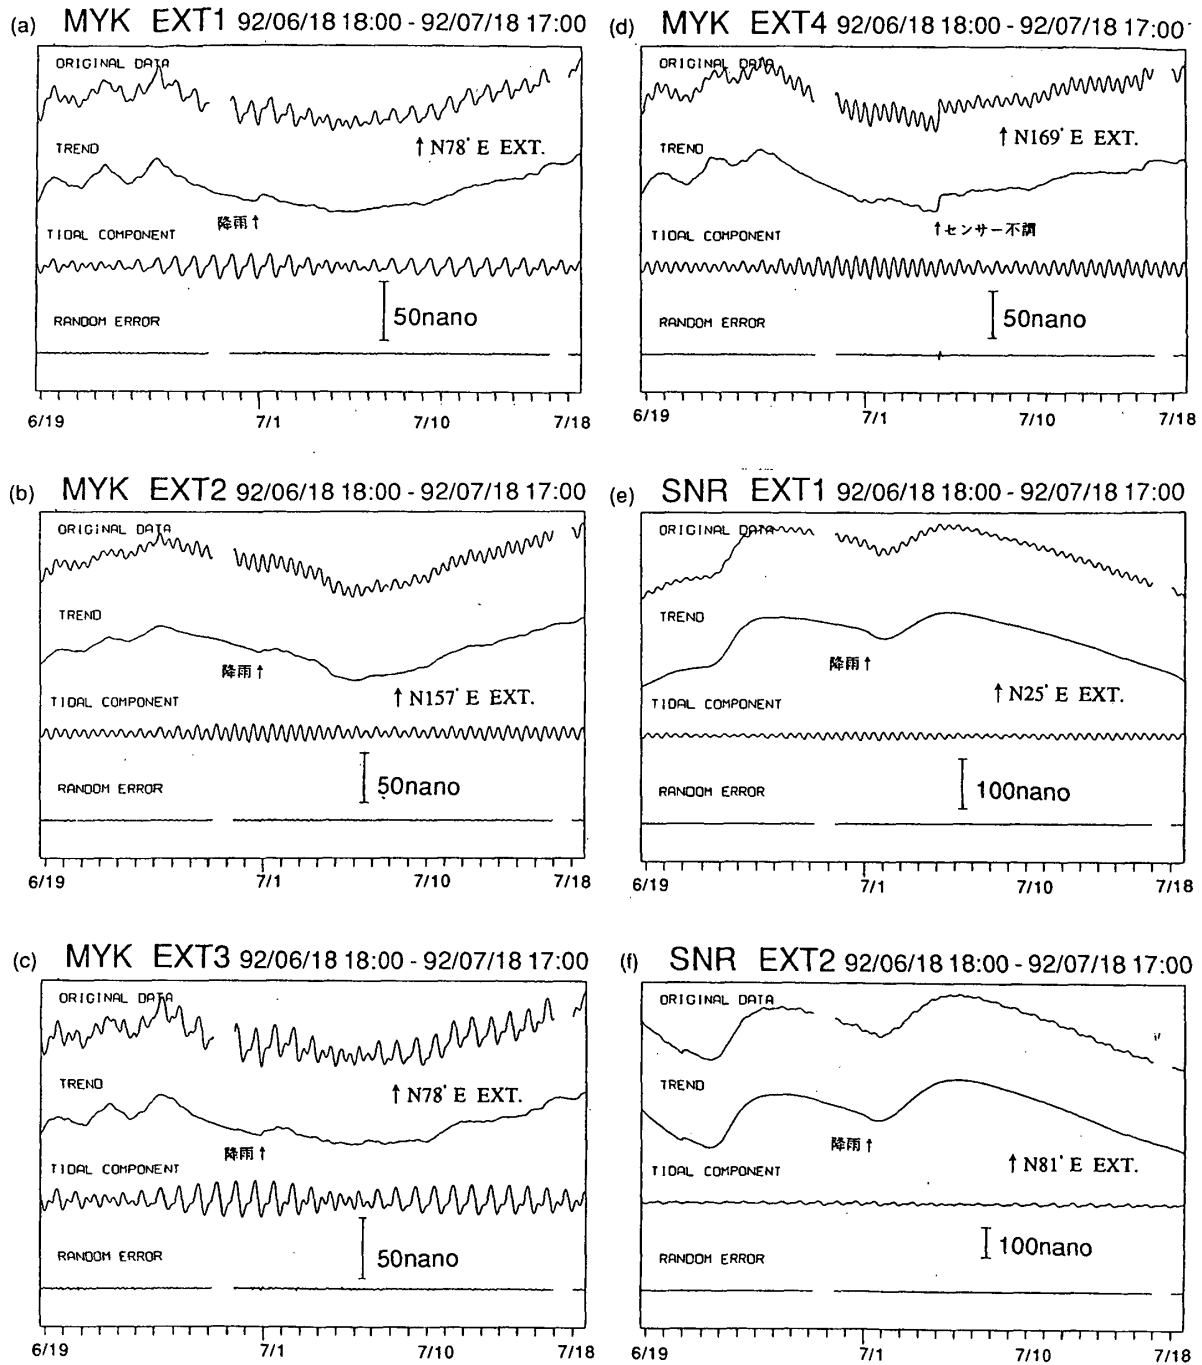 (a) MYK EXT1 92/06/18 18:00 - 92/07/18 17:00
ORIGINAL DATA
↑ N78° E EXT.
TREND
降雨↑
TIDAL COMPONENT
50nano
RANDOM ERROR
6/19 7/1 7/10 7/18
(b) MYK EXT2 92/06/18 18:00 - 92/07/18 17:00
ORIGINAL DATA
TREND
降雨↑
↑ N157° E EXT.
TIDAL COMPONENT
50nano
RANDOM ERROR
6/19 7/1 7/10 7/18
(c) MYK EXT3 92/06/18 18:00 - 92/07/18 17:00
ORIGINAL DATA
TREND
↑ N78° E EXT.
降雨↑
TIDAL COMPONENT
50nano
RANDOM ERROR
6/19 7/1 7/10 7/18
(d) MYK EXT4 92/06/18 18:00 - 92/07/18 17:00
ORIGINAL DATA
↑ N169° E EXT.
TREND
↑センサー不調
TIDAL COMPONENT
50nano
RANDOM ERROR
6/19 7/1 7/10 7/18
(e) SNR EXT1 92/06/18 18:00 - 92/07/18 17:00
ORIGINAL DATA
TREND
降雨↑
↑ N25° E EXT.
TIDAL COMPONENT
100nano
RANDOM ERROR
6/19 7/1 7/10 7/18
(f) SNR EXT2 92/06/18 18:00 - 92/07/18 17:00
ORIGINAL DATA
TREND
降雨↑
↑ N81° E EXT.
TIDAL COMPONENT
100nano
RANDOM ERROR
6/19 7/1 7/10 7/18